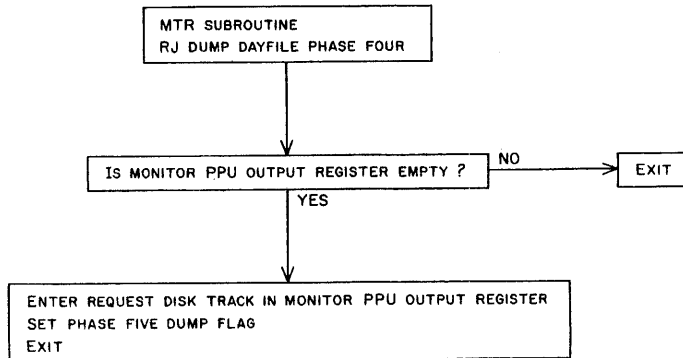 MTR SUBROUTINE
RJ DUMP DAYFILE PHASE FOUR
IS MONITOR PPU OUTPUT REGISTER EMPTY ?
NO
EXIT
YES
ENTER REQUEST DISK TRACK IN MONITOR PPU OUTPUT REGISTER
SET PHASE FIVE DUMP FLAG
EXIT